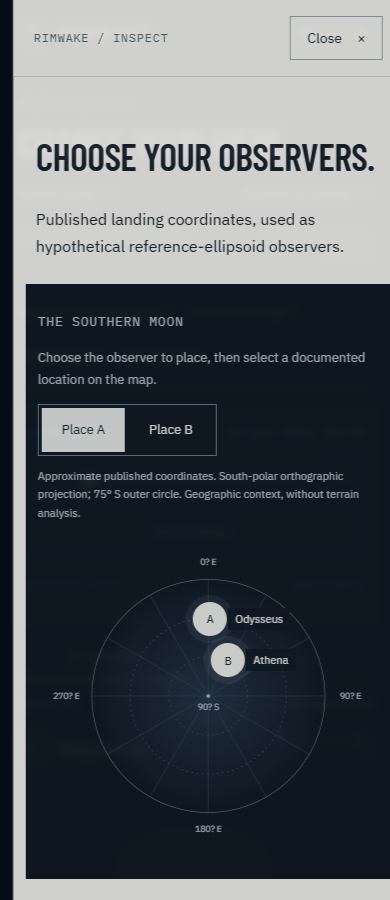 RIMWAKE / INSPECT
Close ×
CHOOSE YOUR OBSERVERS.
Published landing coordinates, used as
hypothetical reference-ellipsoid observers.
THE SOUTHERN MOON
Choose the observer to place, then select a documented
location on the map.
Place A
Place B
Approximate published coordinates. South-polar orthographic
projection; 75° S outer circle. Geographic context, without terrain
analysis.
0? E
A Odysseus
B Athena
270? E
90? E
90? S
180? E